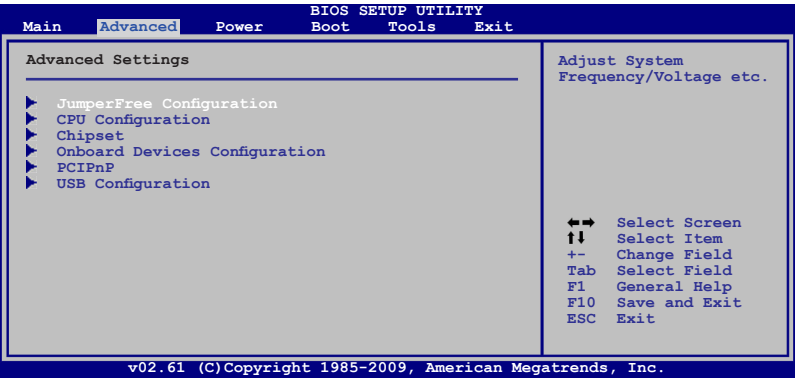 BIOS SETUP UTILITY
Main Advanced Power Boot Tools Exit
Advanced Settings
JumperFree Configuration
CPU Configuration
Chipset
Onboard Devices Configuration
PCIPnP
USB Configuration
Adjust System
Frequency/Voltage etc.
←→ Select Screen
↑↓ Select Item
+- Change Field
Tab Select Field
F1 General Help
F10 Save and Exit
ESC Exit
v02.61 (C)Copyright 1985-2009, American Megatrends, Inc.